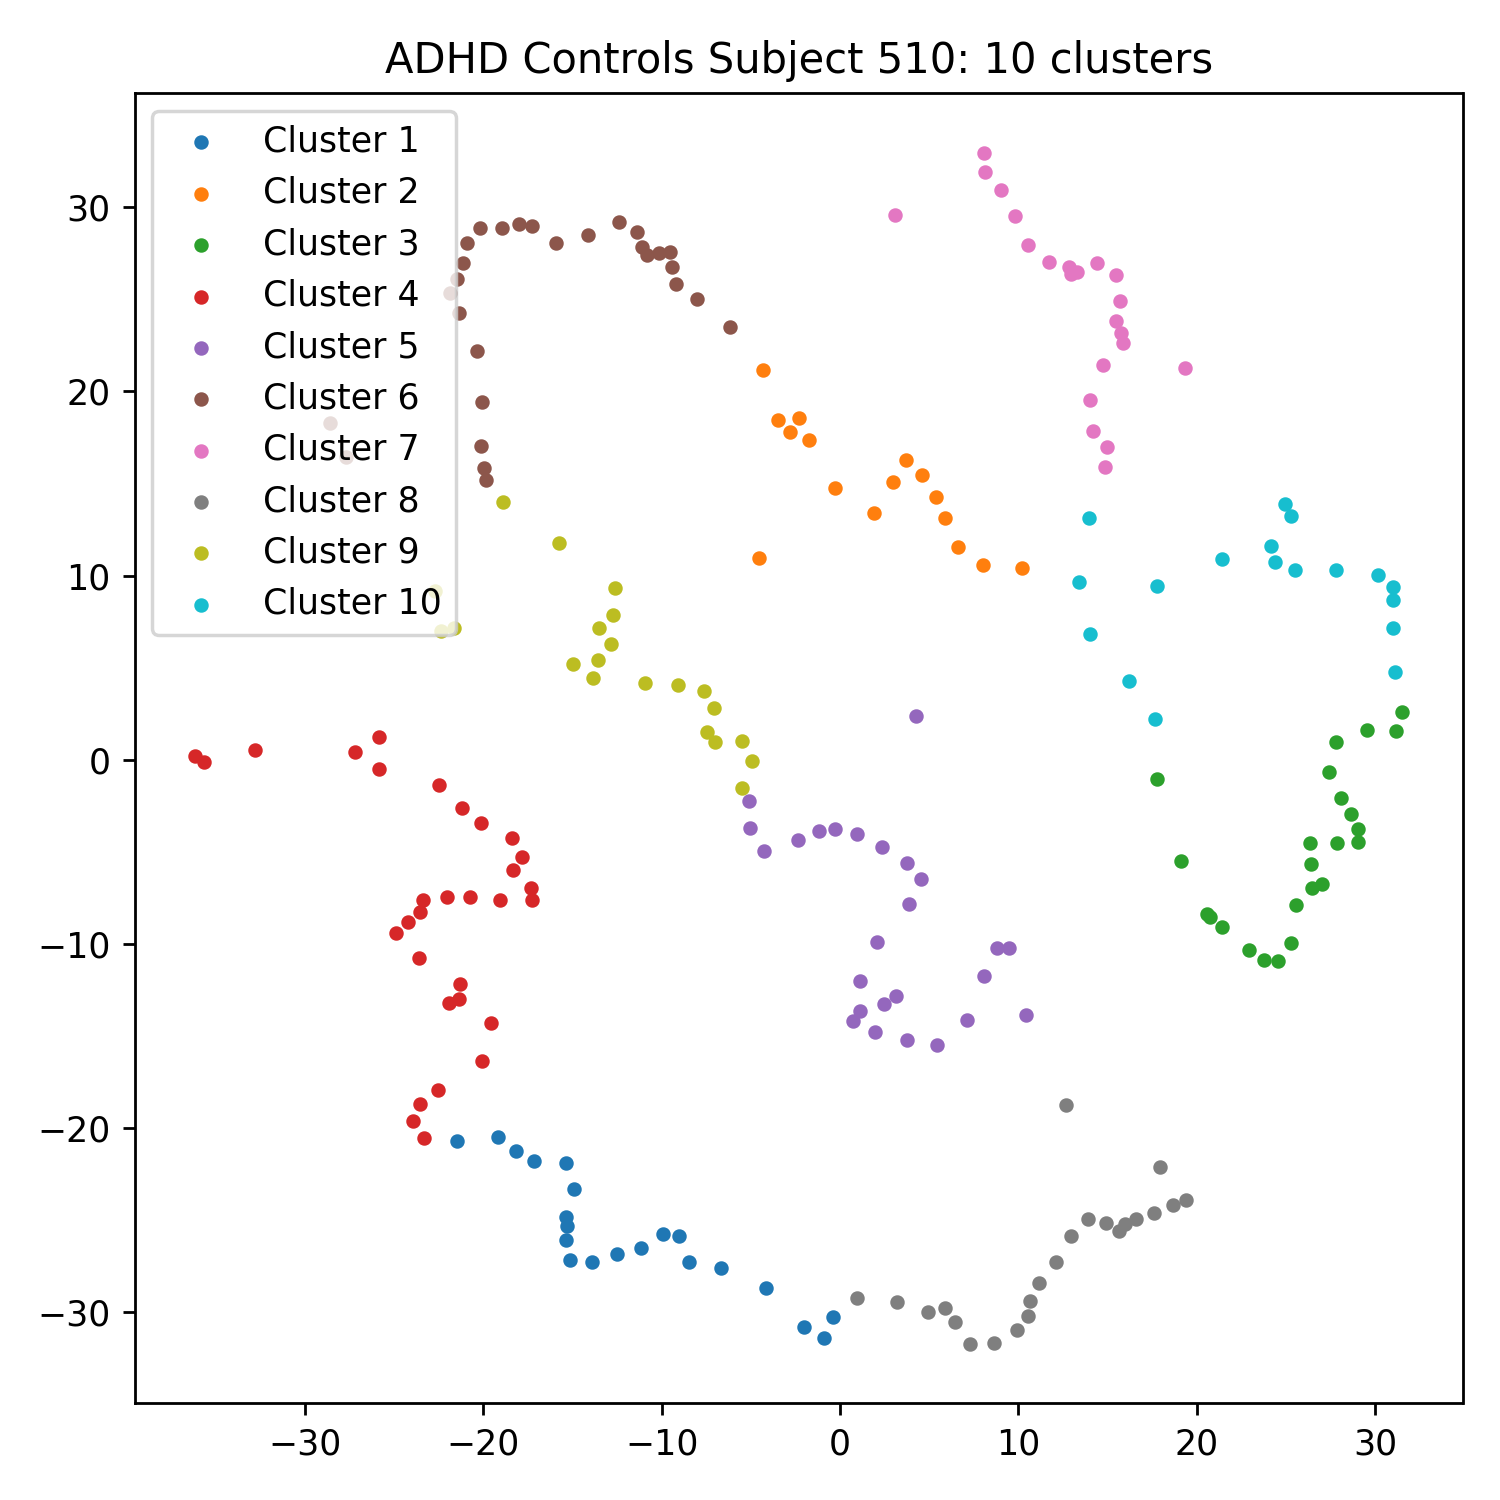 ADHD Controls Subject 510: 10 clusters
Cluster 1
Cluster 2
Cluster 3
Cluster 4
Cluster 5
Cluster 6
Cluster 7
Cluster 8
Cluster 9
Cluster 10
30
20
10
0
−10
−20
−30
−30 −20 −10 0 10 20 30